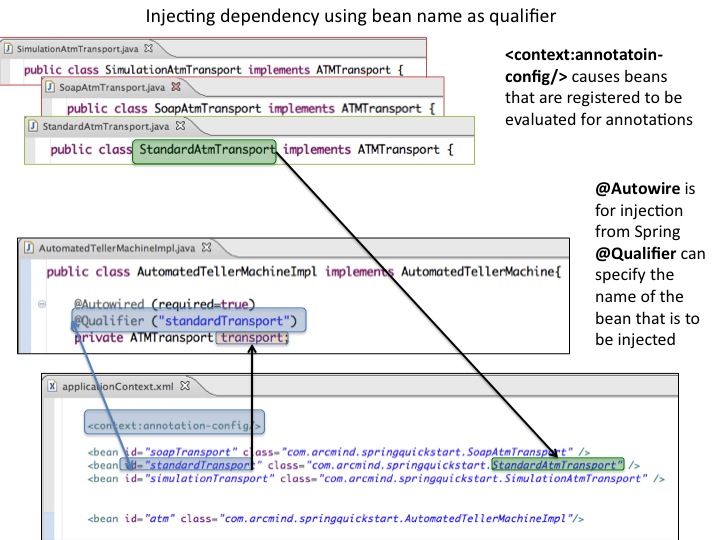 Injecting dependency using bean name as qualifier
SimulationAtmTransport.java
public class SimulationAtmTransport implements ATMTransport {
SoapAtmTransport.java
public class SoapAtmTransport implements ATMTransport {
StandardAtmTransport.java
public class StandardAtmTransport implements ATMTransport {
<context:annotatoin-
config/> causes beans
that are registered to be
evaluated for annotations
@Autowire is
for injection
from Spring
@Qualifier can
specify the
name of the
bean that is to
be injected
AutomatedTellerMachineImpl.java
public class AutomatedTellerMachineImpl implements AutomatedTellerMachine{
@Autowired (required=true)
@Qualifier ("standardTransport")
private ATMTransport transport;
applicationContext.xml
<context:annotation-config/>
<bean id="soapTransport" class="com.arcmind.springquickstart.SoapAtmTransport" />
<bean id="standardTransport" class="com.arcmind.springquickstart.StandardAtmTransport" />
<bean id="simulationTransport" class="com.arcmind.springquickstart.SimulationAtmTransport" />
<bean id="atm" class="com.arcmind.springquickstart.AutomatedTellerMachineImpl"/>